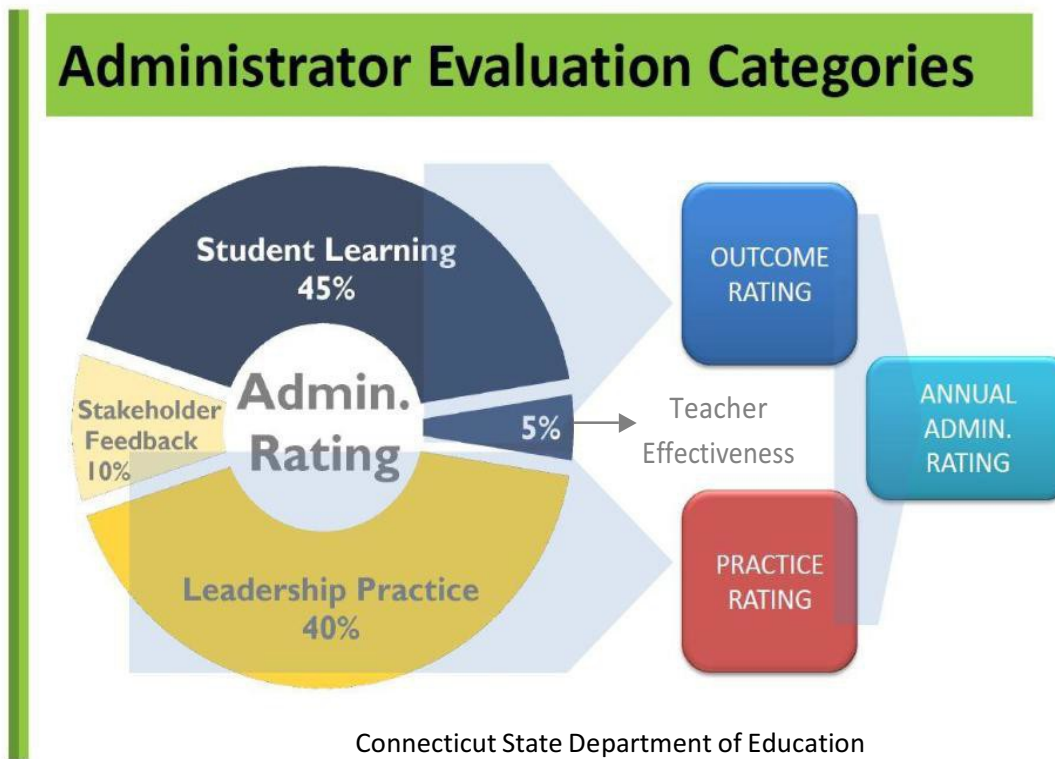 Administrator Evaluation Categories
Student Learning
45%
Stakeholder
Feedback
10%
Admin.
Rating
5%
Teacher
Effectiveness
Leadership Practice
40%
OUTCOME
RATING
PRACTICE
RATING
ANNUAL
ADMIN.
RATING
Connecticut State Department of Education